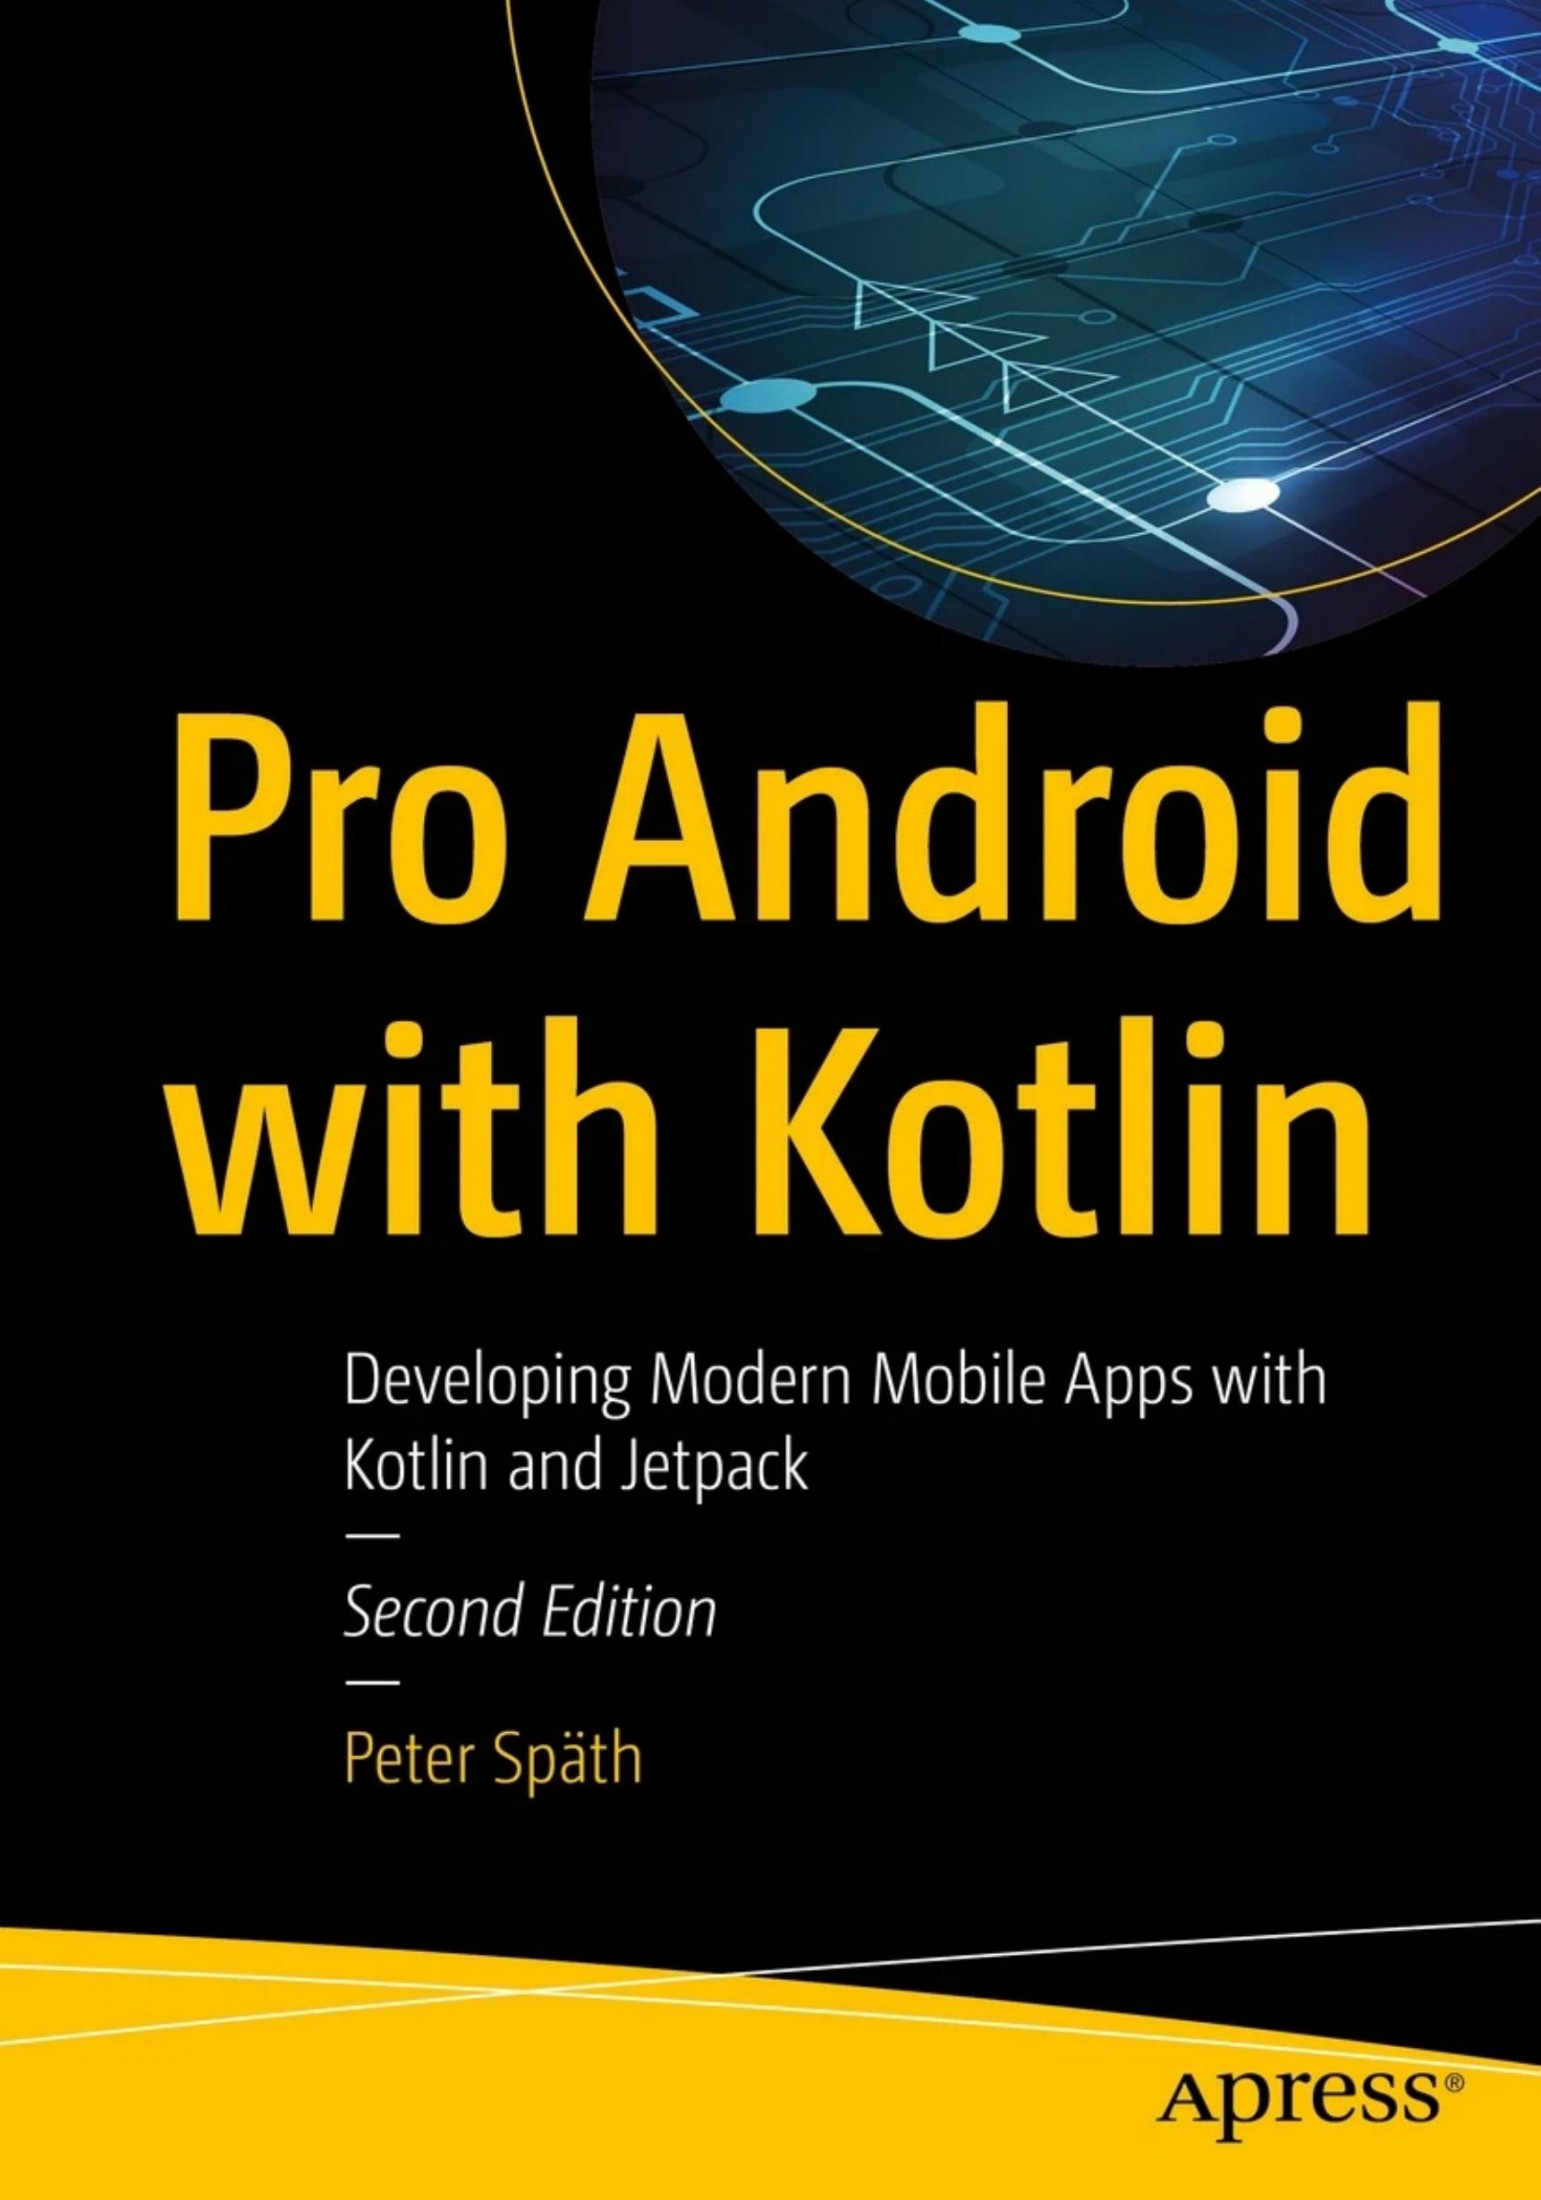 Pro Android
with Kotlin
Developing Modern Mobile Apps with
Kotlin and Jetpack
—
Second Edition
—
Peter Späth
Apress®